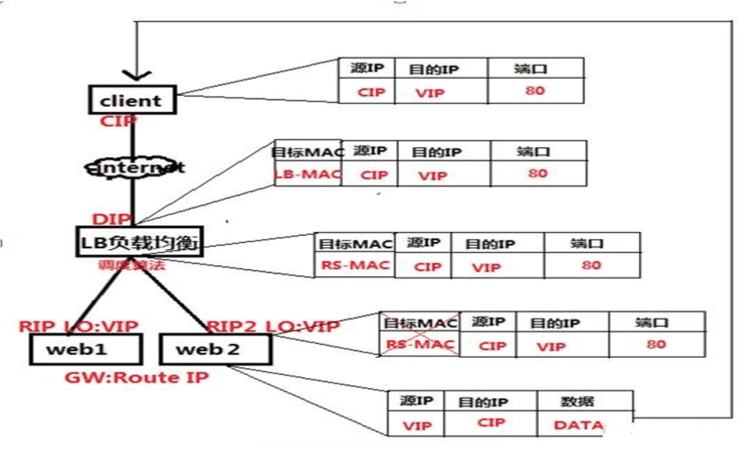 源IP 目的IP 端口
CIP VIP 80
client
CIP
internet
目标MAC 源IP 目的IP 端口
LB-MAC CIP VIP 80
DIP
LB负载均衡
调度算法
目标MAC 源IP 目的IP 端口
RS-MAC CIP VIP 80
RIP LO:VIP
RIP2 LO:VIP
web1
web2
GW:Route IP
目标MAC 源IP 目的IP 端口
RS-MAC CIP VIP 80
源IP 目的IP 数据
VIP CIP DATA